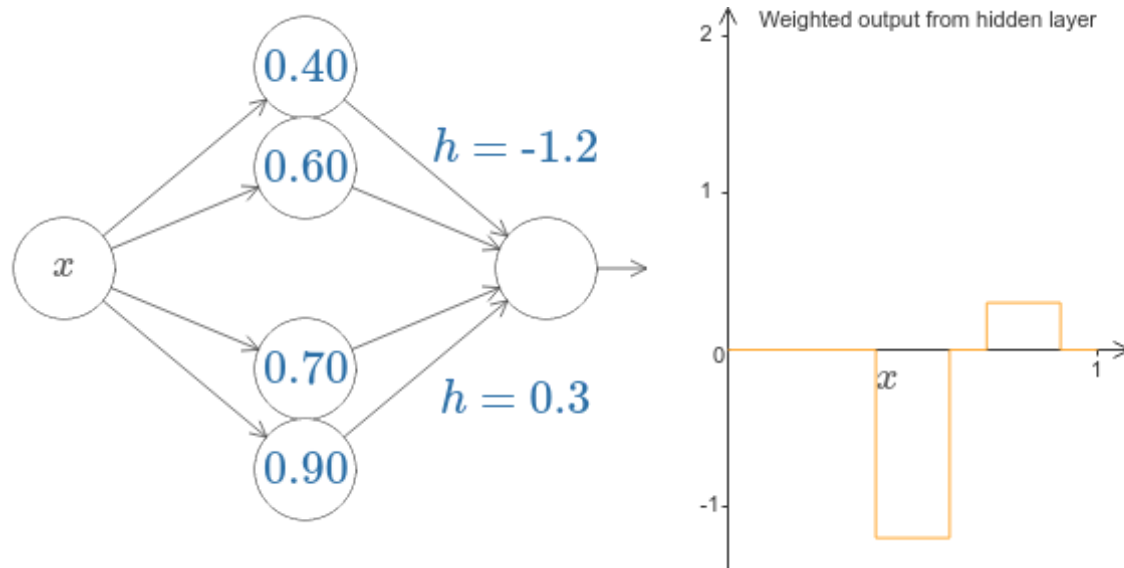 0.40
0.60
h = -1.2
x
0.70
0.90
h = 0.3
Weighted output from hidden layer
2
1
0
x
1
-1